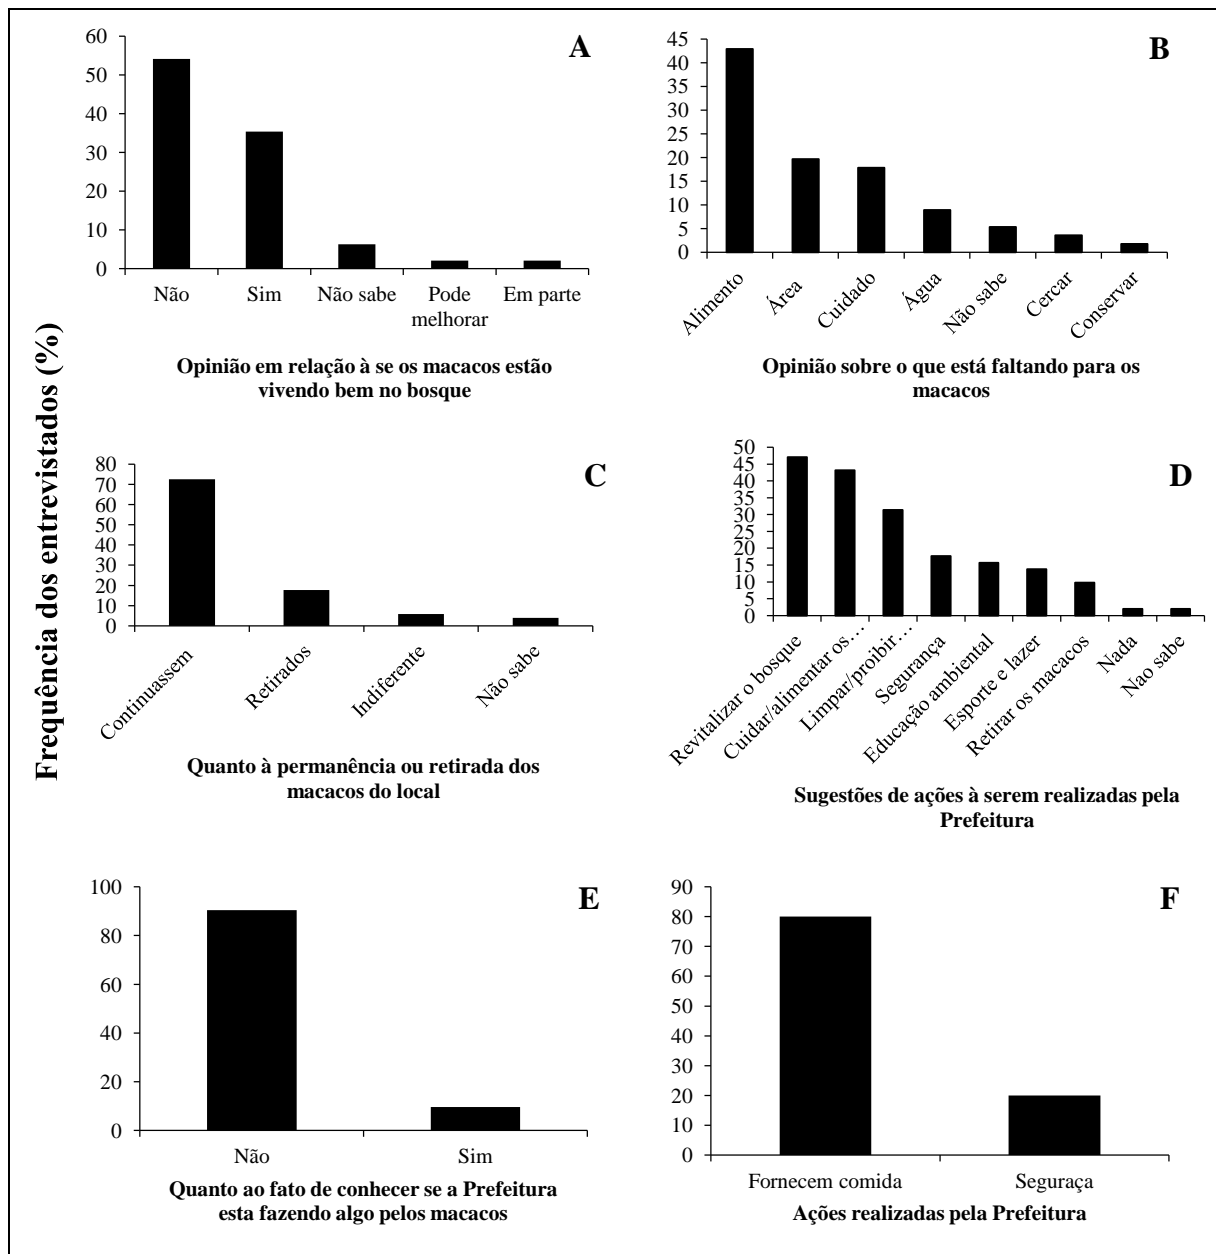 Frequência dos entrevistados (%)
A
60
50
40
30
20
10
0
Não
Sim
Não sabe
Pode
melhorar
Em parte
Opinião em relação à se os macacos estão
vivendo bem no bosque
B
45
40
35
30
25
20
15
10
5
0
Alimento
Área
Cuidado
Água
Não sabe
Cercar
Conservar
Opinião sobre o que está faltando para os
macacos
C
80
70
60
50
40
30
20
10
0
Continuassem
Retirados
Indiferente
Não sabe
Quanto à permanência ou retirada dos
macacos do local
D
50
45
40
35
30
25
20
15
10
5
0
Revitalizar o bosque
Cuidar/alimentar os…
Limpar/proibir…
Segurança
Educação ambiental
Esporte e lazer
Retirar os macacos
Nada
Nao sabe
Sugestões de ações à serem realizadas pela
Prefeitura
E
100
80
60
40
20
0
Não
Sim
Quanto ao fato de conhecer se a Prefeitura
esta fazendo algo pelos macacos
F
90
80
70
60
50
40
30
20
10
0
Fornecem comida
Seguraça
Ações realizadas pela Prefeitura